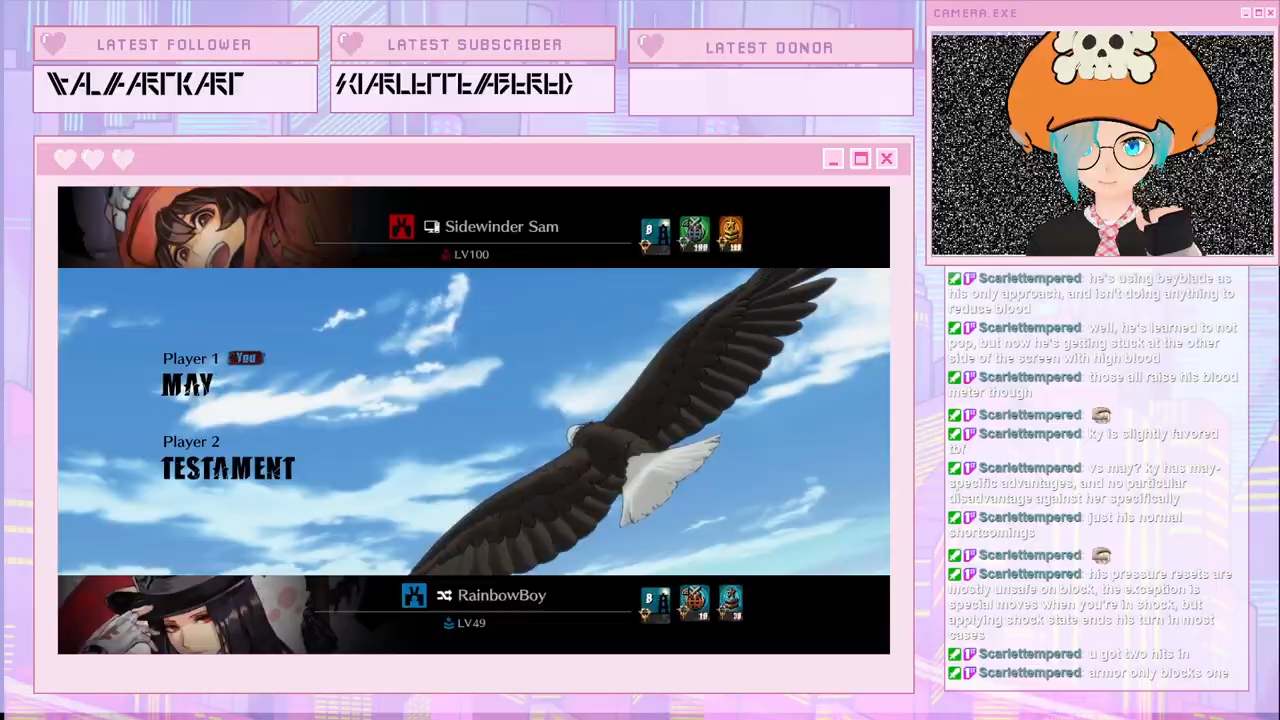 LATEST FOLLOWER
LATEST SUBSCRIBER
LATEST DONOR
CAMERA.EXE
Sidewinder Sam
LV100
B
100
100
Player 1 You
MAY
Player 2
TESTAMENT
RainbowBoy
LV49
B
10
30
Scarlettempered: he's using beyblade as
his only approach, and isn't doing anything to
reduce blood
Scarlettempered: well, he's learned to not
pop, but now he's getting stuck at the other
side of the screen with high blood
Scarlettempered: those all raise his blood
meter though
Scarlettempered:
Scarlettempered: ky is slightly favored
tbf
Scarlettempered: vs may? ky has may-
specific advantages, and no particular
disadvantage against her specifically
Scarlettempered: just his normal
shortcomings
Scarlettempered:
Scarlettempered: his pressure resets are
mostly unsafe on block, the exception is
special moves when you're in shock, but
applying shock state ends his turn in most
cases
Scarlettempered: u got two hits in
Scarlettempered: armor only blocks one